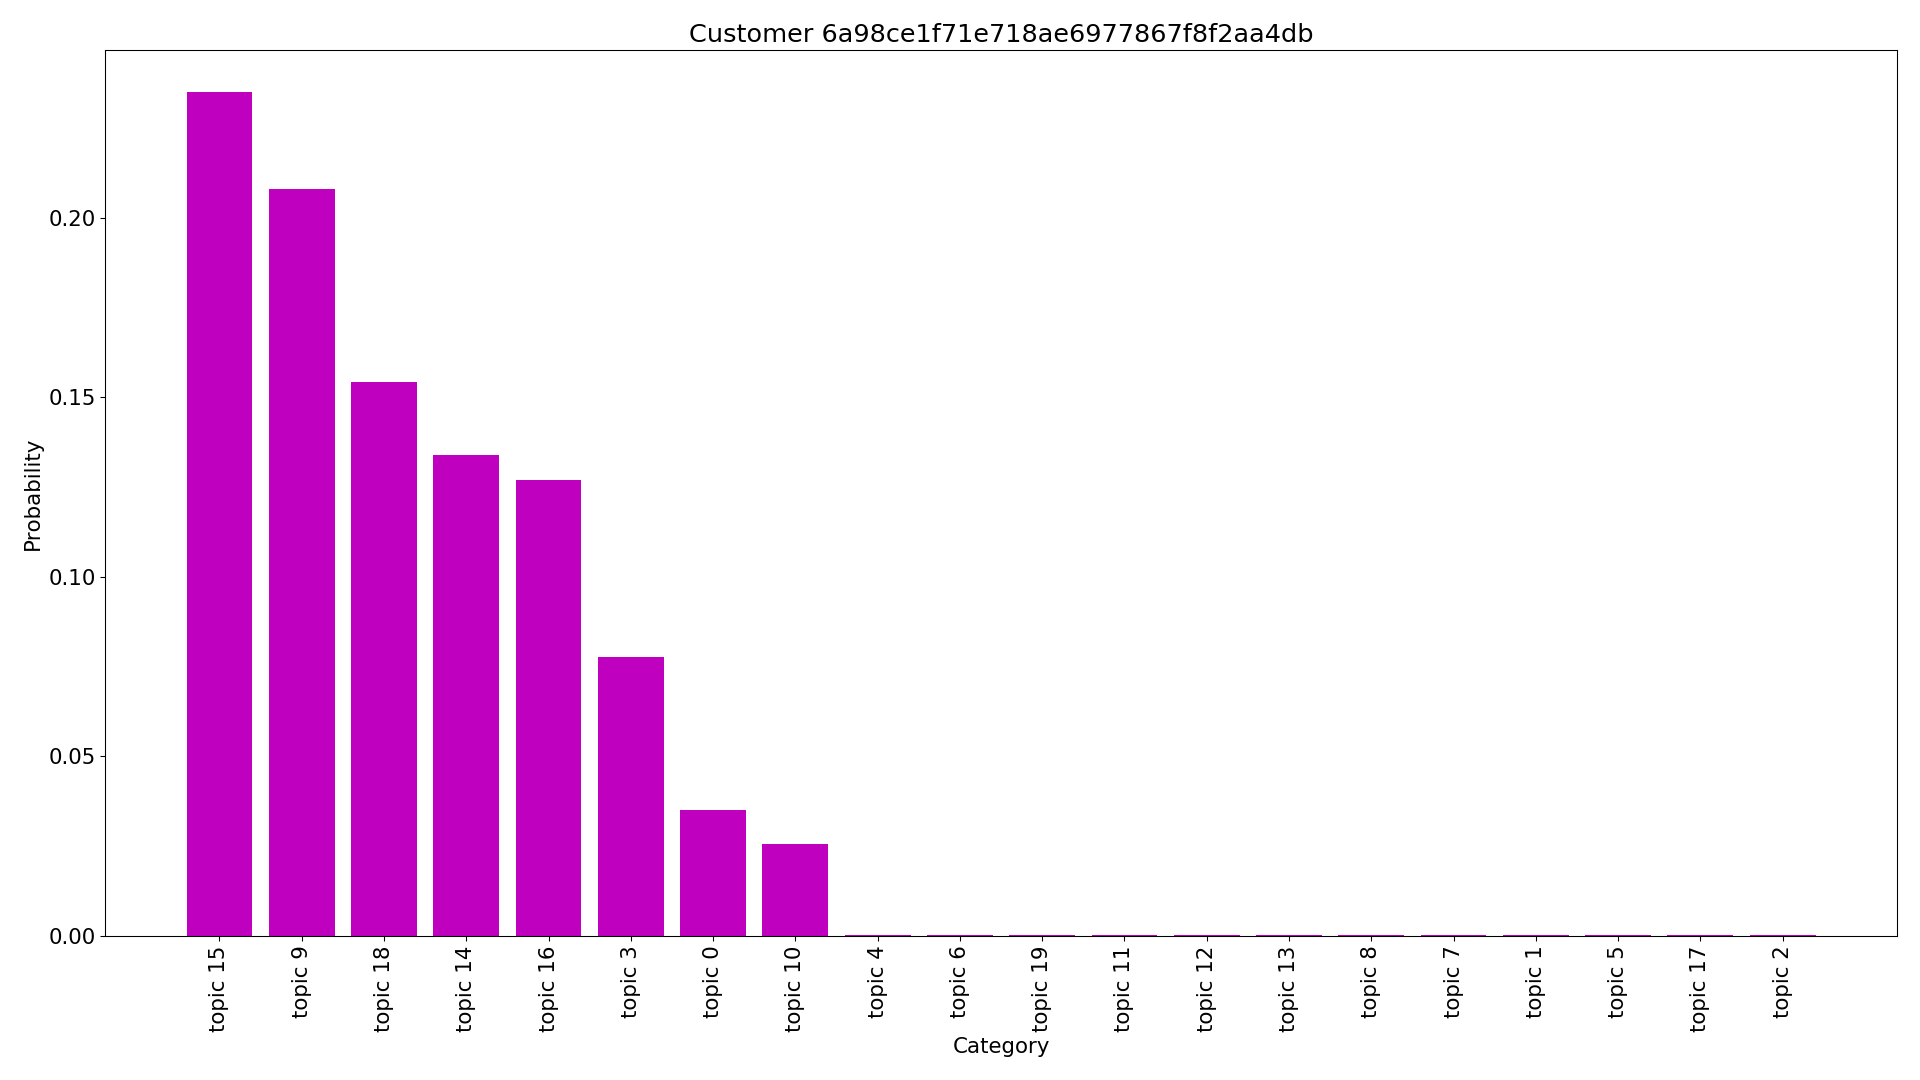 Customer 6a98ce1f71e718ae6977867f8f2aa4db
Probability
0.20
0.15
0.10
0.05
0.00
topic 15
topic 9
topic 18
topic 14
topic 16
topic 3
topic 0
topic 10
topic 4
topic 6
topic 19
topic 11
topic 12
topic 13
topic 8
topic 7
topic 1
topic 5
topic 17
topic 2
Category